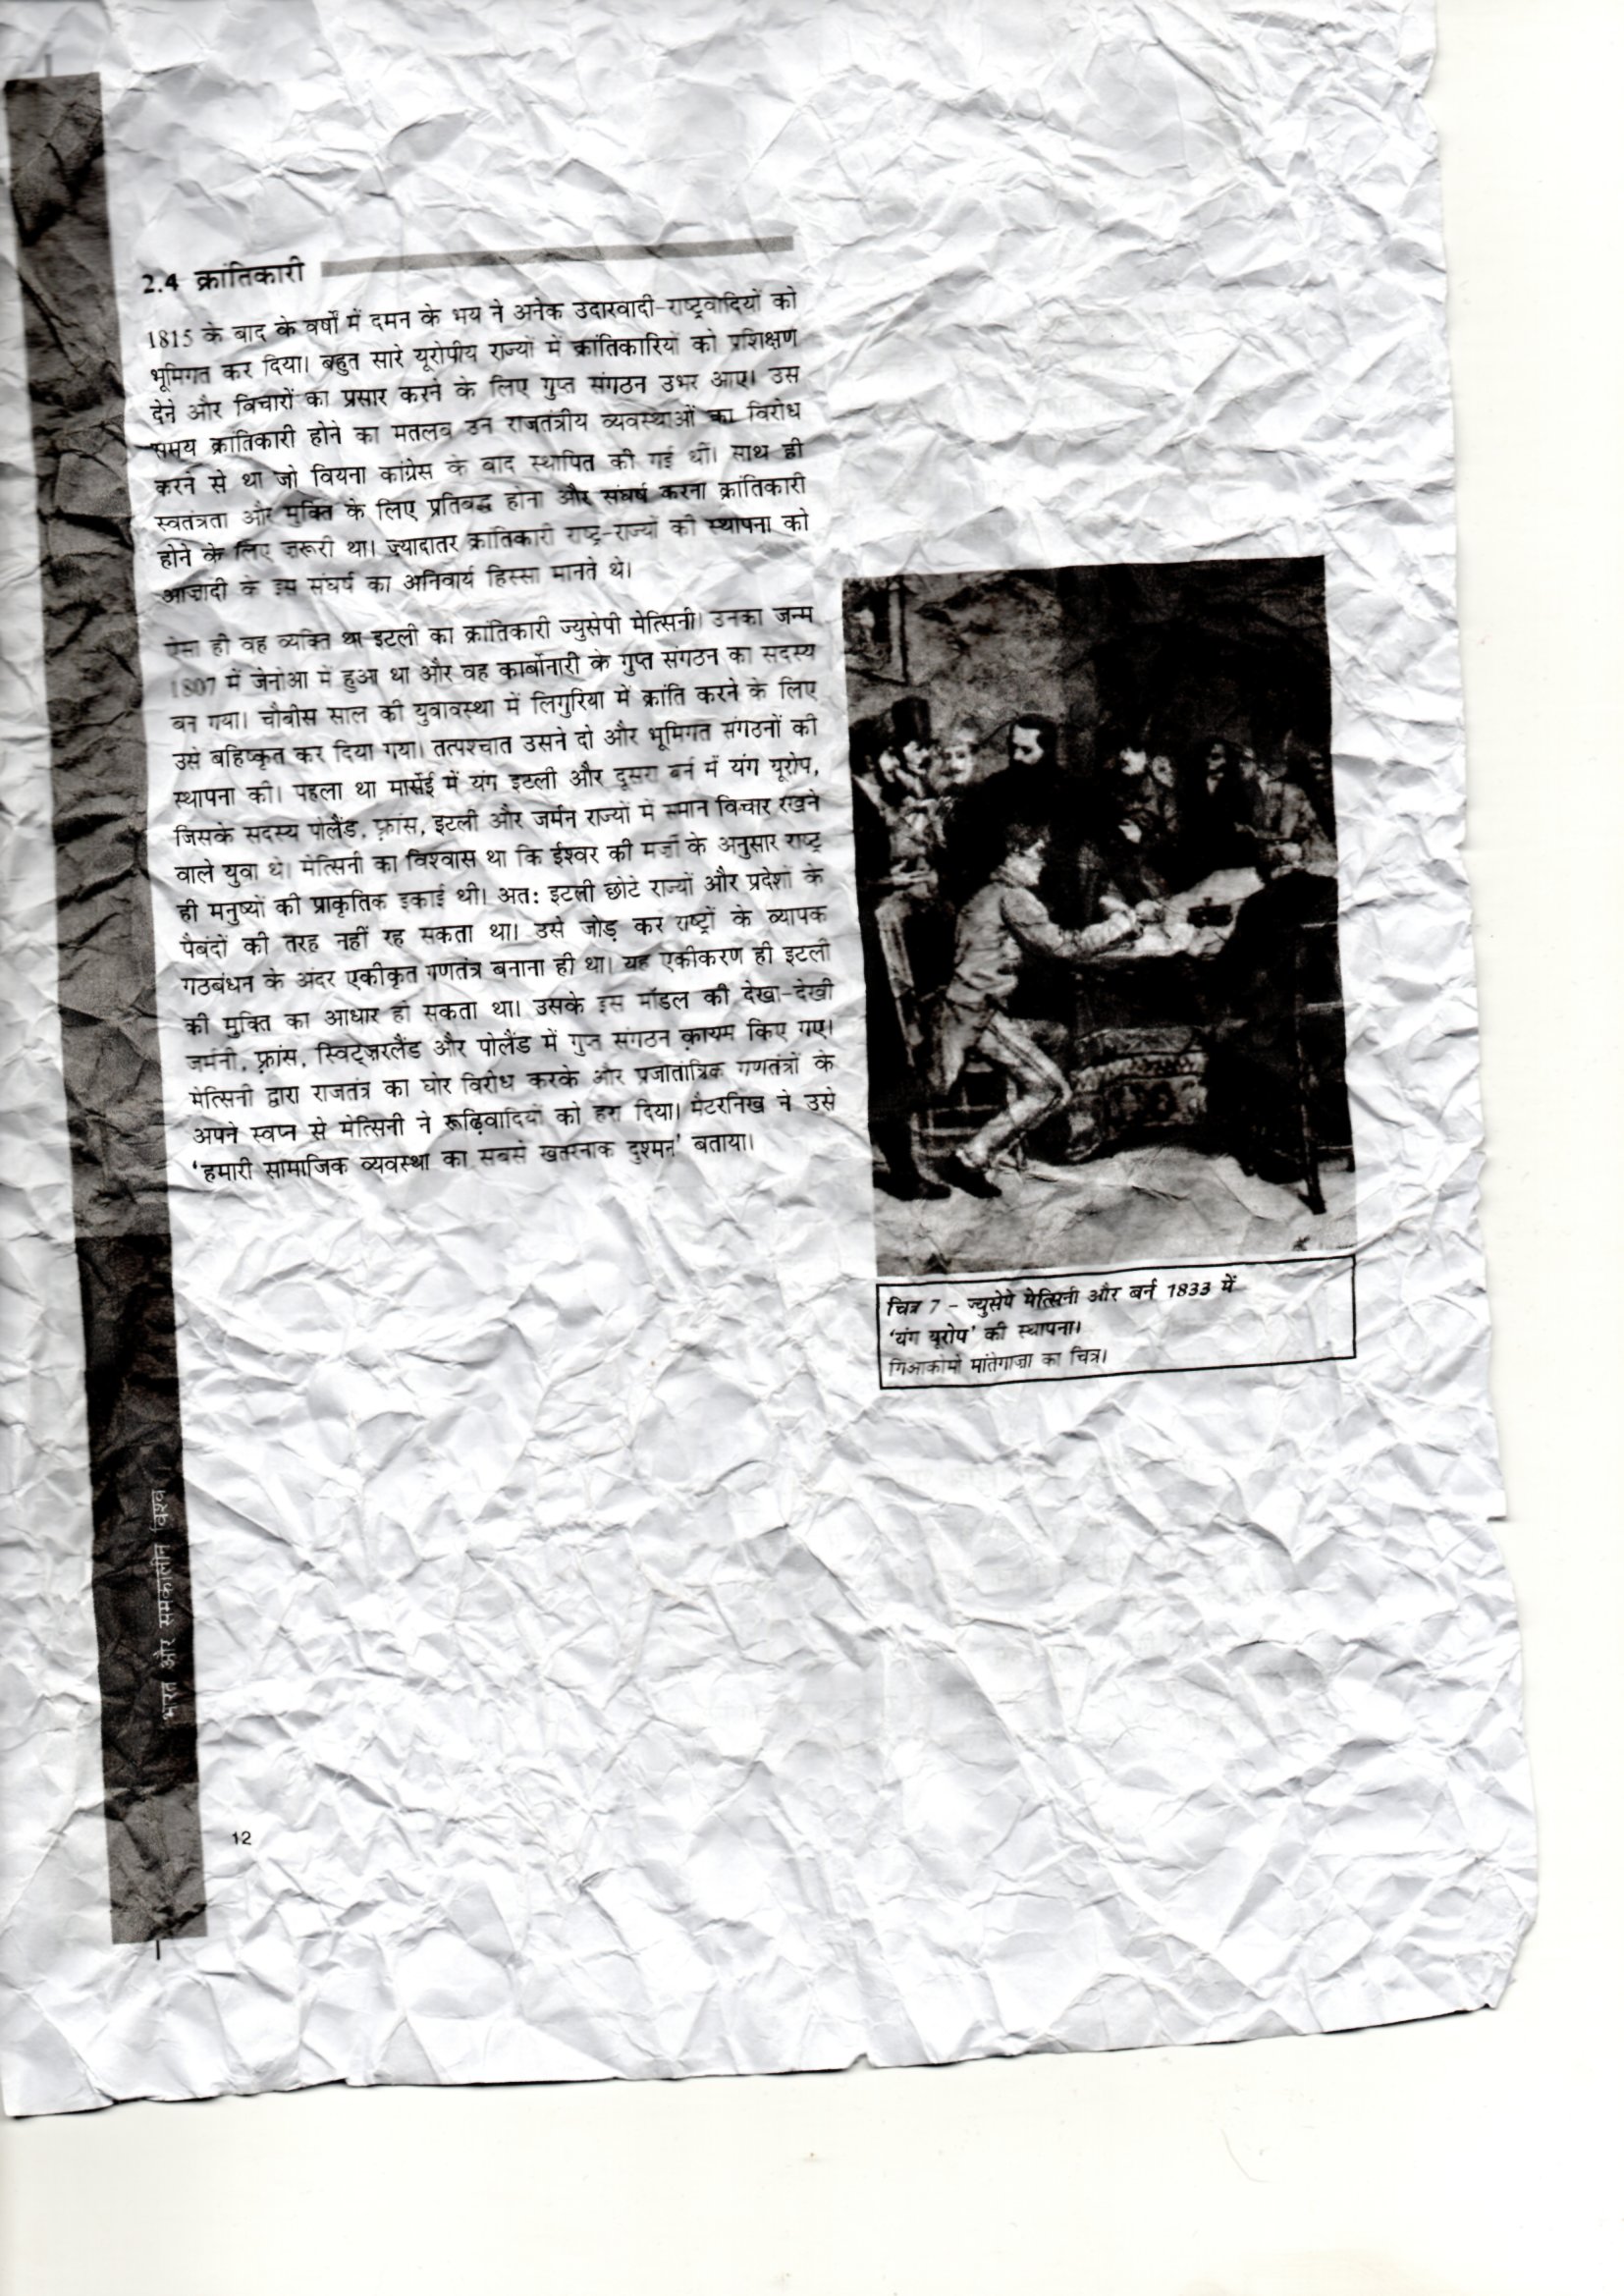 2.4 क्रांतिकारी
1815 के बाद के वर्षों में दमन के भय ने अनेक उदारवादी-राष्ट्रवादियों को
भूमिगत कर दिया। बहुत सारे यूरोपीय राज्यों में क्रांतिकारियों को प्रशिक्षण
देने और विचारों का प्रसार करने के लिए गुप्त संगठन उभर आए। उस
समय क्रांतिकारी होने का मतलब उन राजतंत्रीय व्यवस्थाओं का विरोध
करने से था जो वियना कांग्रेस के बाद स्थापित की गई थीं। साथ ही
स्वतंत्रता और मुक्ति के लिए प्रतिबद्ध होना और संघर्ष करना क्रांतिकारी
होने के लिए ज़रूरी था। ज़्यादातर क्रांतिकारी राष्ट्र-राज्यों की स्थापना को
आज़ादी के इस संघर्ष का अनिवार्य हिस्सा मानते थे।
ऐसा ही वह व्यक्ति था इटली का क्रांतिकारी ज्युसेपी मेत्सिनी। उनका जन्म
1807 में जेनोआ में हुआ था और वह कार्बोनारी के गुप्त संगठन का सदस्य
बन गया। चौबीस साल की युवावस्था में लिगुरिया में क्रांति करने के लिए
उसे बहिष्कृत कर दिया गया। तत्पश्चात उसने दो और भूमिगत संगठनों की
स्थापना की। पहला था मार्सेई में यंग इटली और दूसरा बर्न में यंग यूरोप,
जिसके सदस्य पोलैंड, फ़्रांस, इटली और जर्मन राज्यों में समान विचार रखने
वाले युवा थे। मेत्सिनी का विश्वास था कि ईश्वर की मर्ज़ी के अनुसार राष्ट्र
ही मनुष्यों की प्राकृतिक इकाई थी। अत: इटली छोटे राज्यों और प्रदेशों के
पैबंदों की तरह नहीं रह सकता था। उसे जोड़ कर राष्ट्रों के व्यापक
गठबंधन के अंदर एकीकृत गणतंत्र बनाना ही था। यह एकीकरण ही इटली
की मुक्ति का आधार हो सकता था। उसके इस मॉडल की देखा-देखी
जर्मनी, फ़्रांस, स्विट्ज़रलैंड और पोलैंड में गुप्त संगठन क़ायम किए गए।
मेत्सिनी द्वारा राजतंत्र का घोर विरोध करके और प्रजातांत्रिक गणतंत्रों के
अपने स्वप्न से मेत्सिनी ने रूढ़िवादियों को हरा दिया। मैटरनिख ने उसे
‘हमारी सामाजिक व्यवस्था का सबसे ख़तरनाक दुश्मन’ बताया।
चित्र 7 – ज्युसेपे मेत्सिनी और बर्न 1833 में
‘यंग यूरोप’ की स्थापना।
गिआकोमो मांतेगाज़ा का चित्र।
भारत और समकालीन विश्व
12